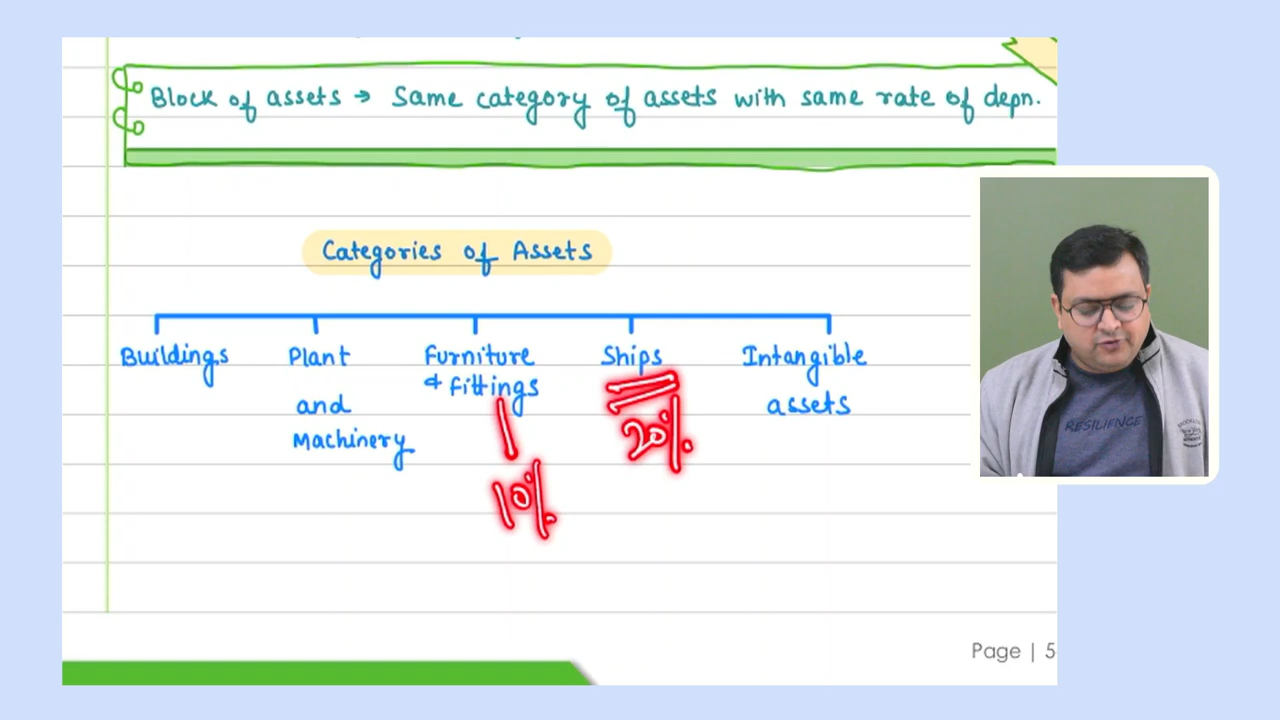 Block of assets → Same category of assets with same rate of depn.
Categories of Assets
Buildings
Plant
and
Machinery
Furniture
& fittings
10%
Ships
20%
Intangible
assets
RESILIENCE
Page | 5